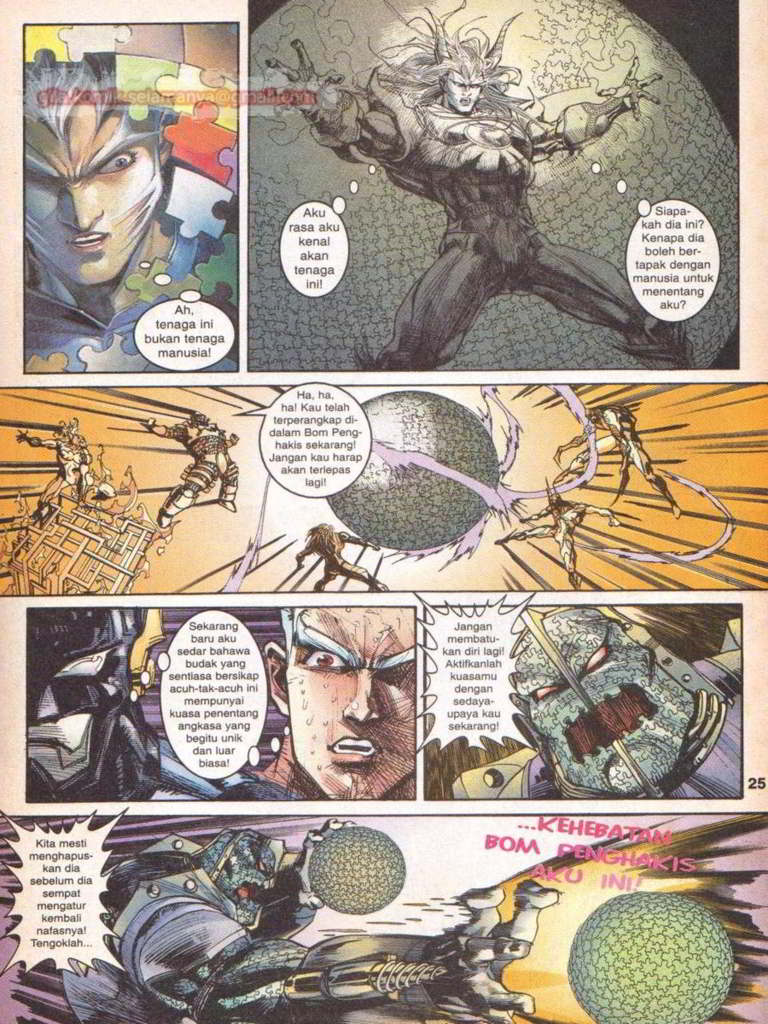 Ah,
tenaga ini
bukan tenaga
manusia!
Aku
rasa aku
kenal
akan
tenaga
ini!
Siapa-
kah dia ini?
Kenapa dia
boleh ber-
tapak dengan
manusia untuk
menentang
aku?
Ha, ha,
ha! Kau telah
terperangkap di-
dalam Bom Peng-
hakis sekarang!
Jangan kau harap
akan terlepas
lagi!
Sekarang
baru aku
sedar bahawa
budak yang
sentiasa bersikap
acuh-tak-acuh ini
mempunyai
kuasa penentang
angkasa yang
begitu unik
dan luar
biasa!
Jangan
membatu-
kan diri lagi!
Aktifkanlah
kuasamu
dengan
sedaya-
upaya kau
sekarang!
25
Kita mesti
menghapus-
kan dia
sebelum dia
sempat
mengatur
kembali
nafasnya!
Tengoklah...
...KEHEBATAN
BOM PENGHAKIS
AKU INI!